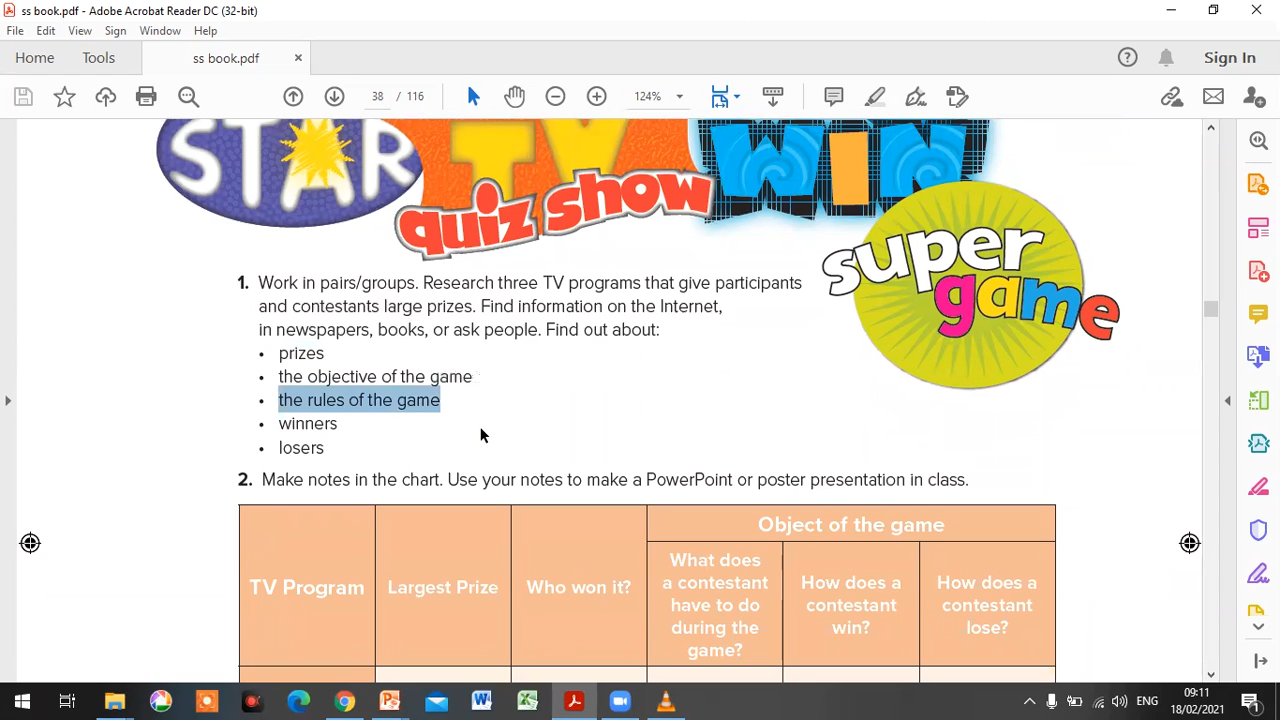 ss book.pdf - Adobe Acrobat Reader DC (32-bit)
File Edit View Sign Window Help
Home Tools ss book.pdf Sign In
38 / 116 124%
STAR TV WIN
quiz show
super
game
1. Work in pairs/groups. Research three TV programs that give participants
and contestants large prizes. Find information on the Internet,
in newspapers, books, or ask people. Find out about:
• prizes
• the objective of the game
• the rules of the game
• winners
• losers
2. Make notes in the chart. Use your notes to make a PowerPoint or poster presentation in class.
Object of the game
TV Program
Largest Prize
Who won it?
What does
a contestant
have to do
during the
game?
How does a
contestant
win?
How does a
contestant
lose?
ENG
09:11
18/02/2021